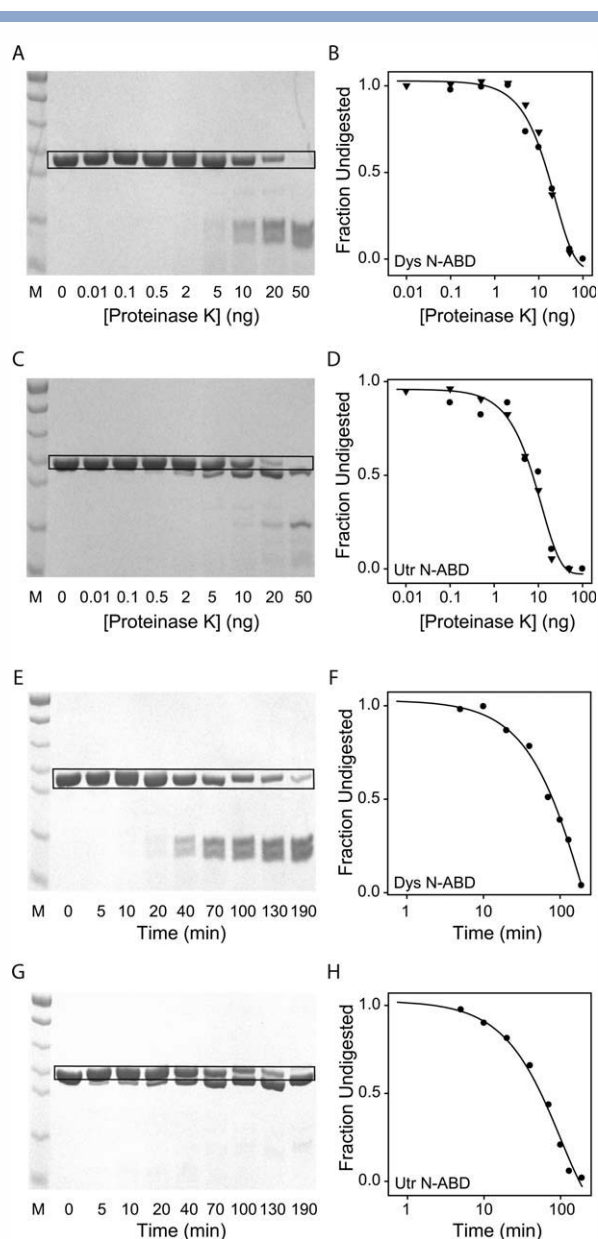 A
M 0 0.01 0.1 0.5 2 5 10 20 50
[Proteinase K] (ng)
B
Fraction Undigested
1.0
0.5
0.0
Dys N-ABD
0.01 0.1 1 10 100
[Proteinase K] (ng)
C
M 0 0.01 0.1 0.5 2 5 10 20 50
[Proteinase K] (ng)
D
Fraction Undigested
1.0
0.5
0.0
Utr N-ABD
0.01 0.1 1 10 100
[Proteinase K] (ng)
E
M 0 5 10 20 40 70 100 130 190
Time (min)
F
Fraction Undigested
1.0
0.5
0.0
Dys N-ABD
1 10 100
Time (min)
G
M 0 5 10 20 40 70 100 130 190
Time (min)
H
Fraction Undigested
1.0
0.5
0.0
Utr N-ABD
1 10 100
Time (min)